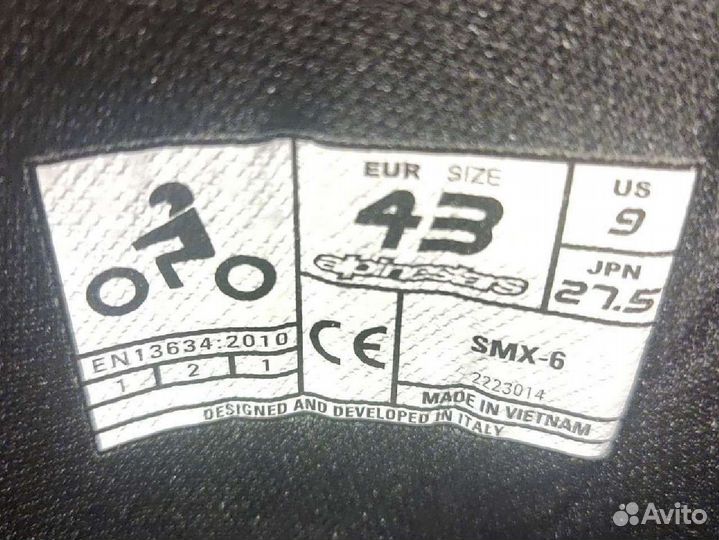 EUR SIZE
43
alpinestars
US
9
JPN
27.5
EN13634:2010
1 2 1
CE
SMX-6
2223014
MADE IN VIETNAM
DESIGNED AND DEVELOPED IN ITALY
Avito